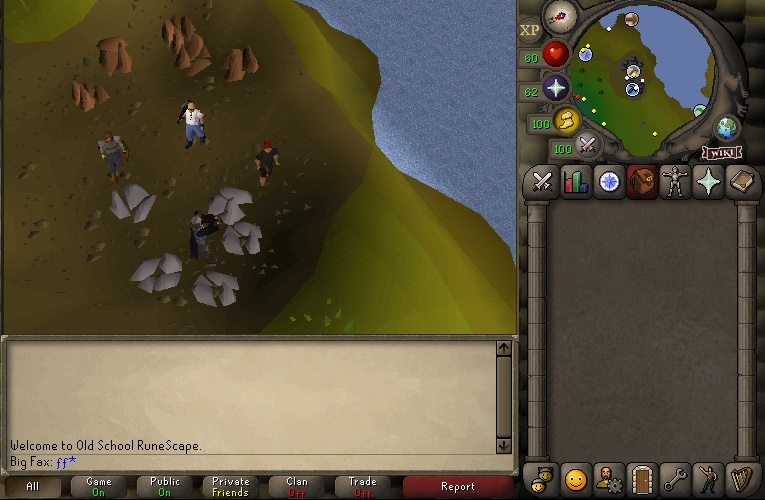 XP
60
62
100
100
WIKI
Welcome to Old School RuneScape.
Big Fax: ff*
All
Game
On
Public
On
Private
Friends
Clan
Off
Trade
Off
Report